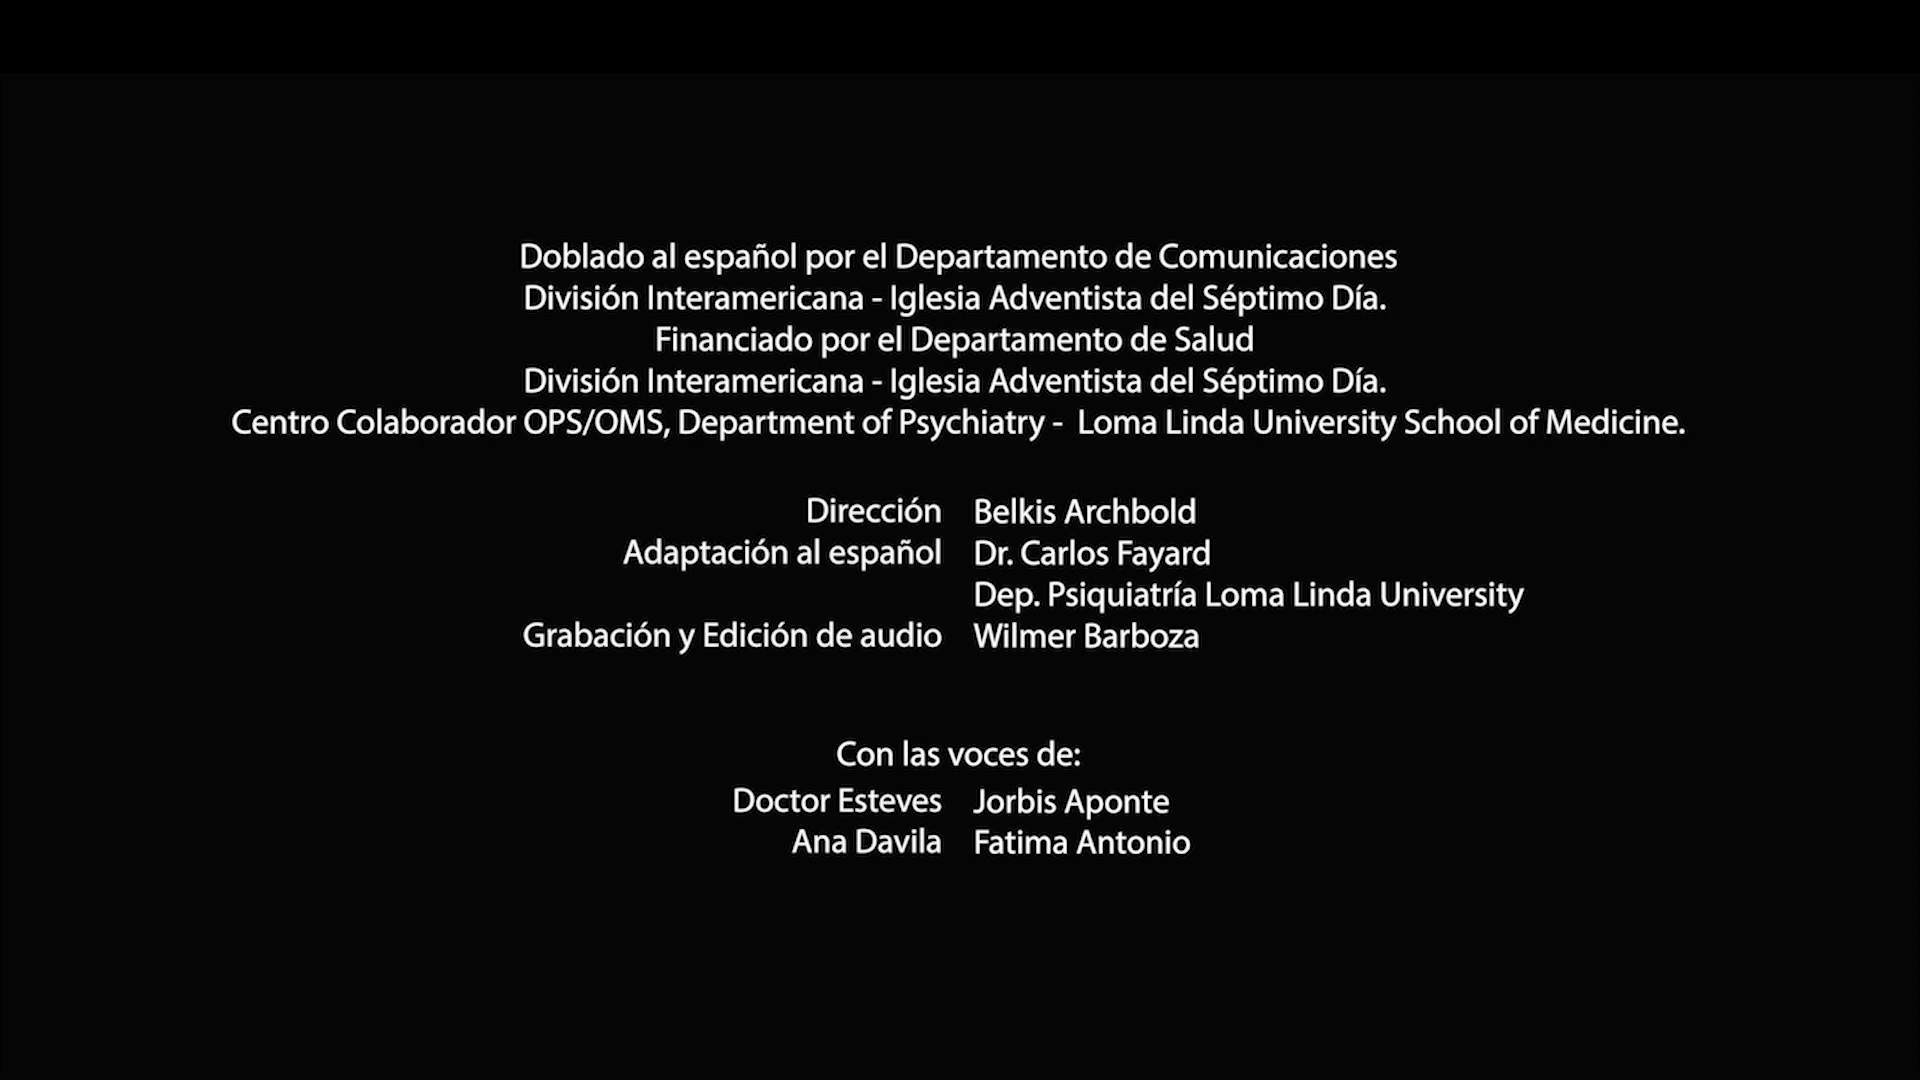 Doblado al español por el Departamento de Comunicaciones
División Interamericana - Iglesia Adventista del Séptimo Día.
Financiado por el Departamento de Salud
División Interamericana - Iglesia Adventista del Séptimo Día.
Centro Colaborador OPS/OMS, Department of Psychiatry - Loma Linda University School of Medicine.
Dirección Belkis Archbold
Adaptación al español Dr. Carlos Fayard
Dep. Psiquiatría Loma Linda University
Grabación y Edición de audio Wilmer Barboza
Con las voces de:
Doctor Esteves Jorbis Aponte
Ana Davila Fatima Antonio